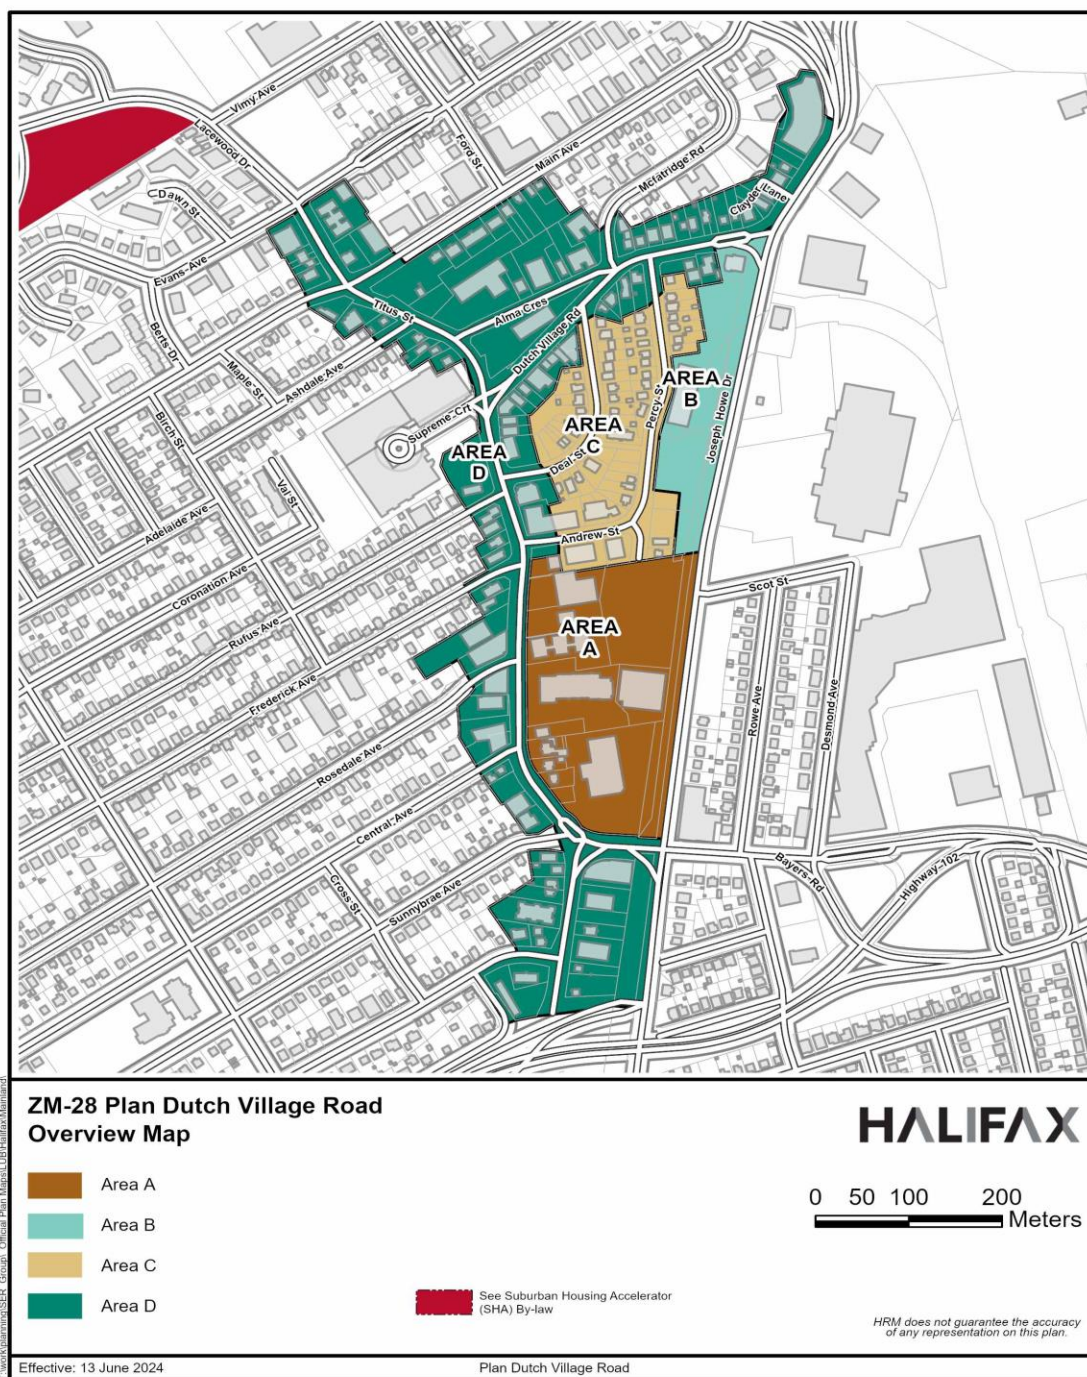 Vimy Ave
Lacewood Dr
Ford St
Main Ave
Mcfatridge Rd
Dawn St
Lane
Evans Ave
Titus St
Alma Cres
Dutch Village Rd
Berts Dr
Maple St
Ashdale Ave
AREA
B
Percy St
Joseph Howe Dr
Birch St
Supreme Crt
AREA
C
AREA
D
Deal St
Val St
Adelaide Ave
Andrew St
Coronation Ave
Scot St
Rufus Ave
AREA
A
Frederick Ave
Rowe Ave
Desmond Ave
Rosedale Ave
Central Ave
Cross St
Sunnybrae Ave
Bayers Rd
Highway 102
ZM-28 Plan Dutch Village Road
Overview Map
HALIFAX
Area A
Area B
Area C
Area D
0 50 100 200
Meters
See Suburban Housing Accelerator
(SHA) By-law
HRM does not guarantee the accuracy
of any representation on this plan.
Effective: 13 June 2024
Plan Dutch Village Road